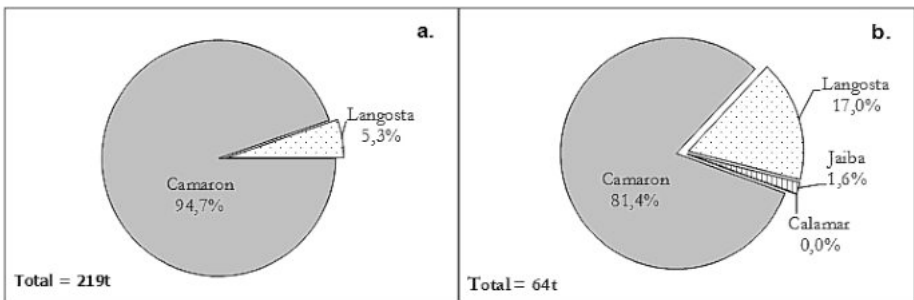 a.
Langosta
5,3%
Camaron
94,7%
Total = 219t
b.
Langosta
17,0%
Jaiba
1,6%
Camaron
81,4%
Calamar
0,0%
Total = 64t